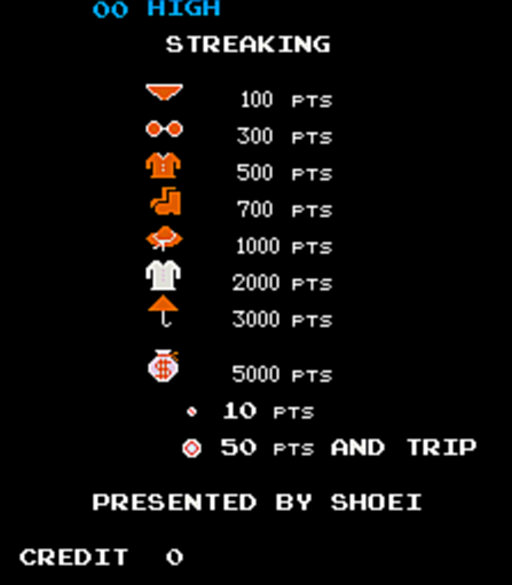 00 HIGH
STREAKING
100 PTS
300 PTS
500 PTS
700 PTS
1000 PTS
2000 PTS
3000 PTS
$ 5000 PTS
10 PTS
50 PTS AND TRIP
PRESENTED BY SHOEI
CREDIT 0